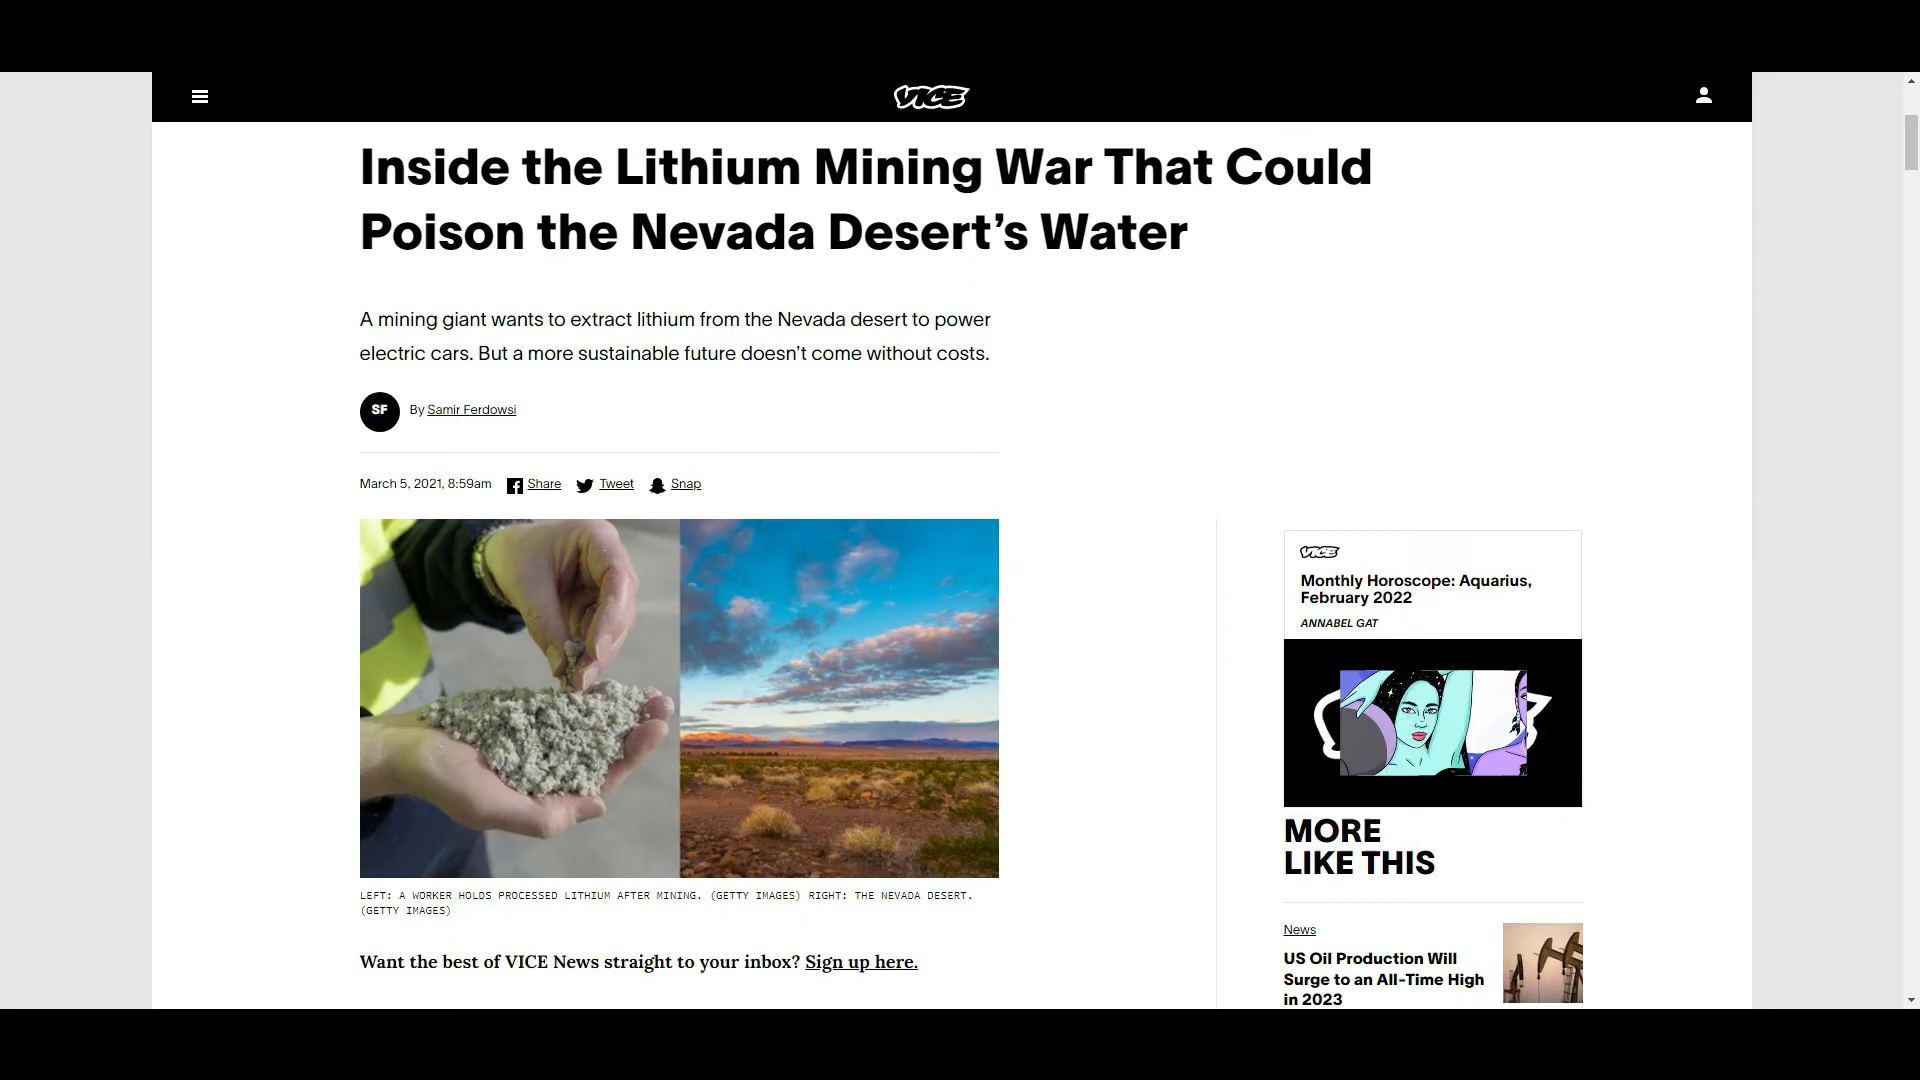 VICE
Inside the Lithium Mining War That Could
Poison the Nevada Desert’s Water
A mining giant wants to extract lithium from the Nevada desert to power
electric cars. But a more sustainable future doesn’t come without costs.
SF
By Samir Ferdowsi
March 5, 2021, 8:59am Share Tweet Snap
LEFT: A WORKER HOLDS PROCESSED LITHIUM AFTER MINING. (GETTY IMAGES) RIGHT: THE NEVADA DESERT.
(GETTY IMAGES)
Want the best of VICE News straight to your inbox? Sign up here.
VICE
Monthly Horoscope: Aquarius,
February 2022
ANNABEL GAT
MORE
LIKE THIS
News
US Oil Production Will
Surge to an All-Time High
in 2023